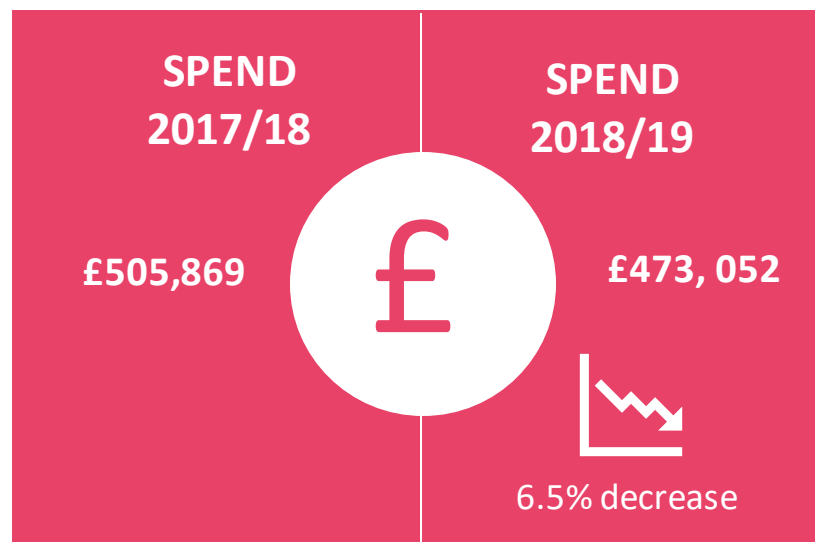 SPEND
2017/18
£505,869
£
SPEND
2018/19
£473, 052
6.5% decrease